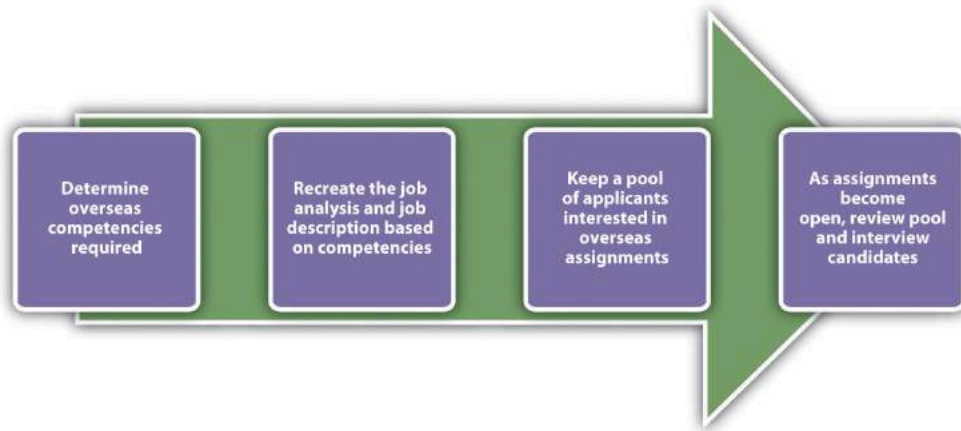 Determine
overseas
competencies
required
Recreate the job
analysis and job
description based
on competencies
Keep a pool
of applicants
interested in
overseas
assignments
As assignments
become
open, review pool
and interview
candidates